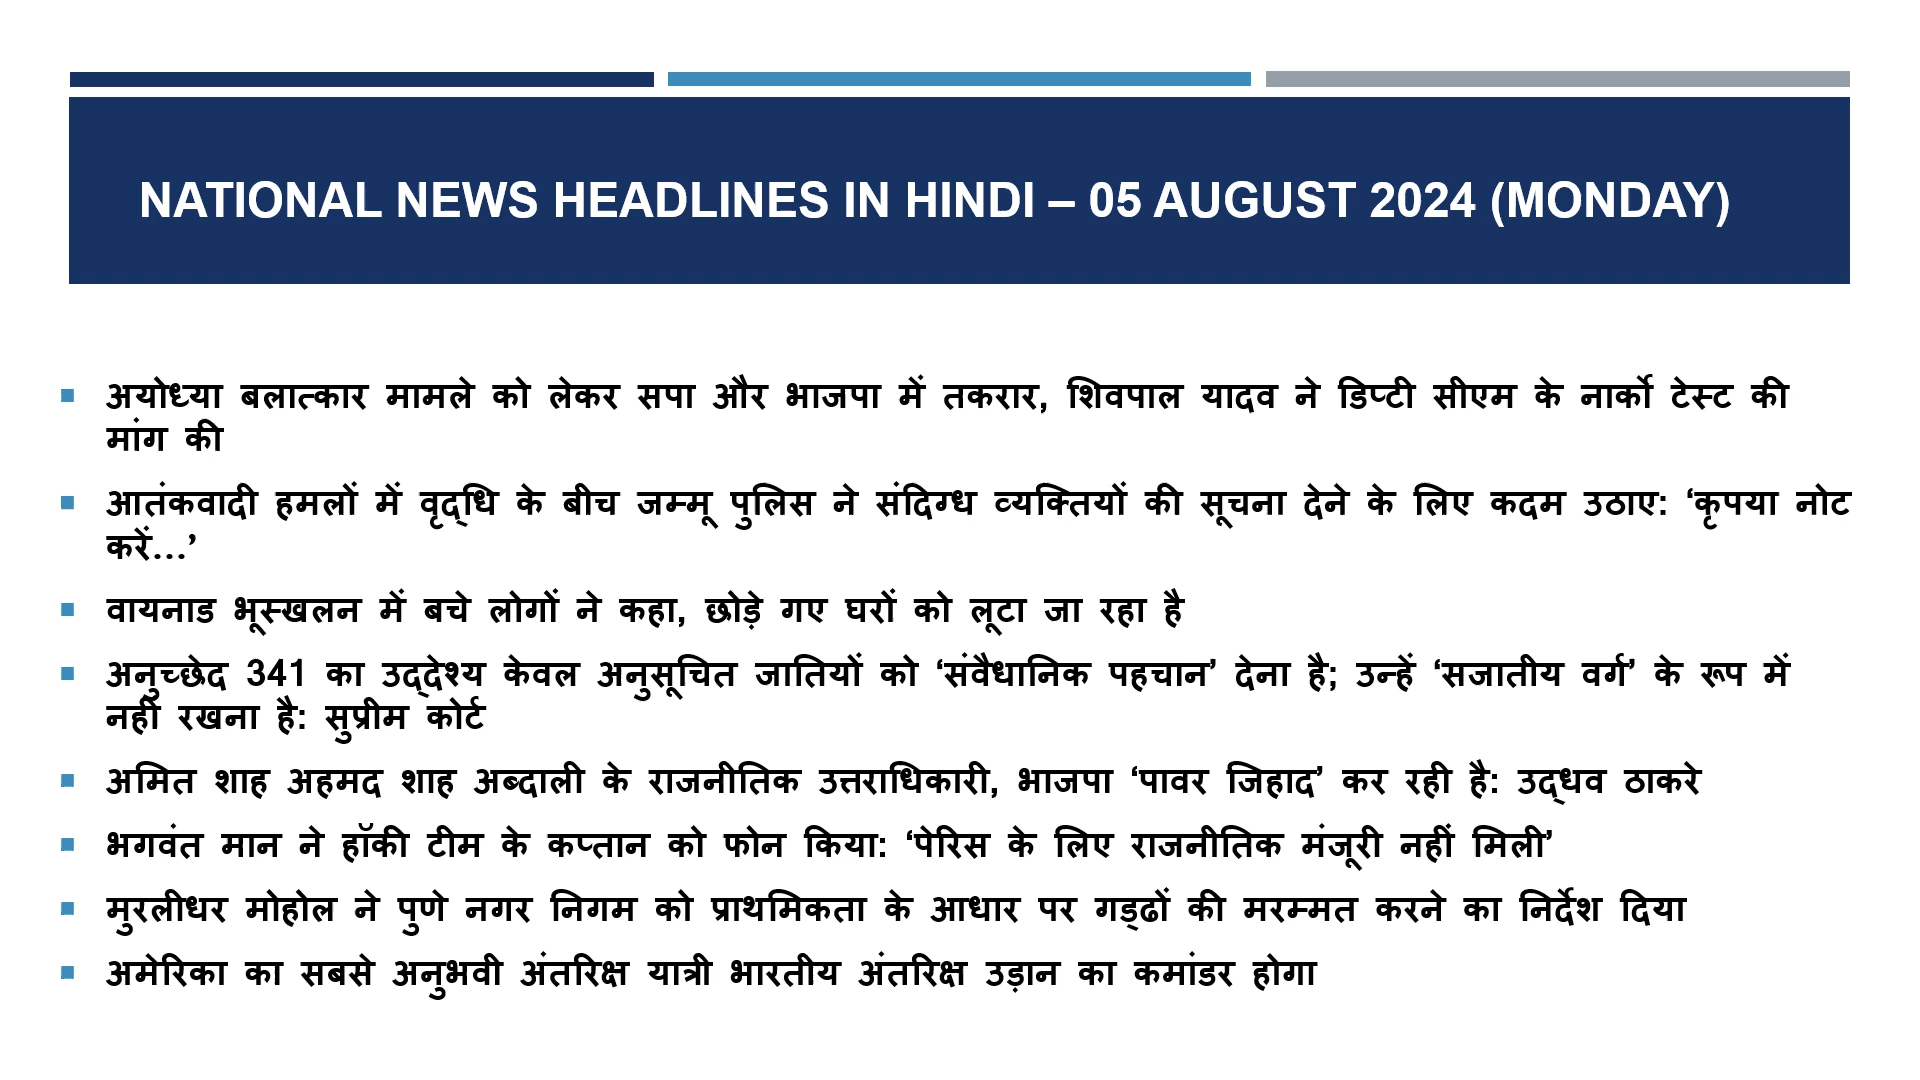 NATIONAL NEWS HEADLINES IN HINDI – 05 AUGUST 2024 (MONDAY)
अयोध्या बलात्कार मामले को लेकर सपा और भाजपा में तकरार, शिवपाल यादव ने डिप्टी सीएम के नार्को टेस्ट की
मांग की
आतंकवादी हमलों में वृद्धि के बीच जम्मू पुलिस ने संदिग्ध व्यक्तियों की सूचना देने के लिए कदम उठाए: ‘कृपया नोट
करें…’
वायनाड भूस्खलन में बचे लोगों ने कहा, छोड़े गए घरों को लूटा जा रहा है
अनुच्छेद 341 का उद्देश्य केवल अनुसूचित जातियों को ‘संवैधानिक पहचान’ देना है; उन्हें ‘सजातीय वर्ग’ के रूप में
नहीं रखना है: सुप्रीम कोर्ट
अमित शाह अहमद शाह अब्दाली के राजनीतिक उत्तराधिकारी, भाजपा ‘पावर जिहाद’ कर रही है: उद्धव ठाकरे
भगवंत मान ने हॉकी टीम के कप्तान को फोन किया: ‘पेरिस के लिए राजनीतिक मंजूरी नहीं मिली’
मुरलीधर मोहोल ने पुणे नगर निगम को प्राथमिकता के आधार पर गड्ढों की मरम्मत करने का निर्देश दिया
अमेरिका का सबसे अनुभवी अंतरिक्ष यात्री भारतीय अंतरिक्ष उड़ान का कमांडर होगा